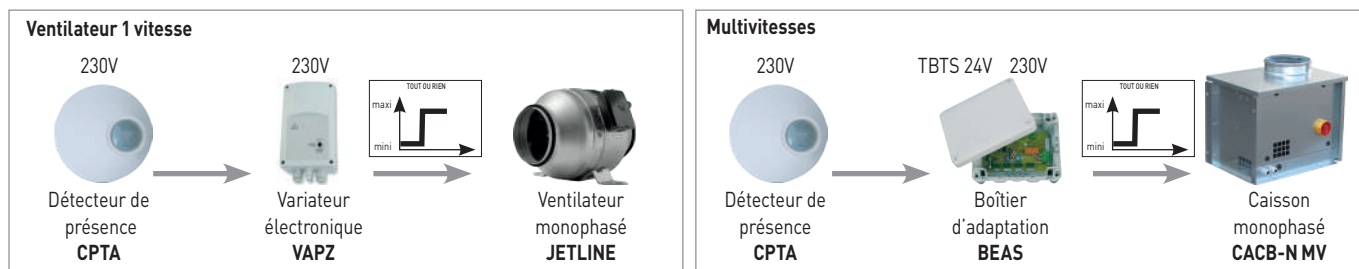 Ventilateur 1 vitesse
230V
230V
TOUT OU RIEN
maxi
mini
Détecteur de
présence
CPTA
Variateur
électronique
VAPZ
Ventilateur
monophasé
JETLINE
Multivitesses
230V
TBTS 24V 230V
TOUT OU RIEN
maxi
mini
Détecteur de
présence
CPTA
Boîtier
d'adaptation
BEAS
Caisson
monophasé
CACB-N MV